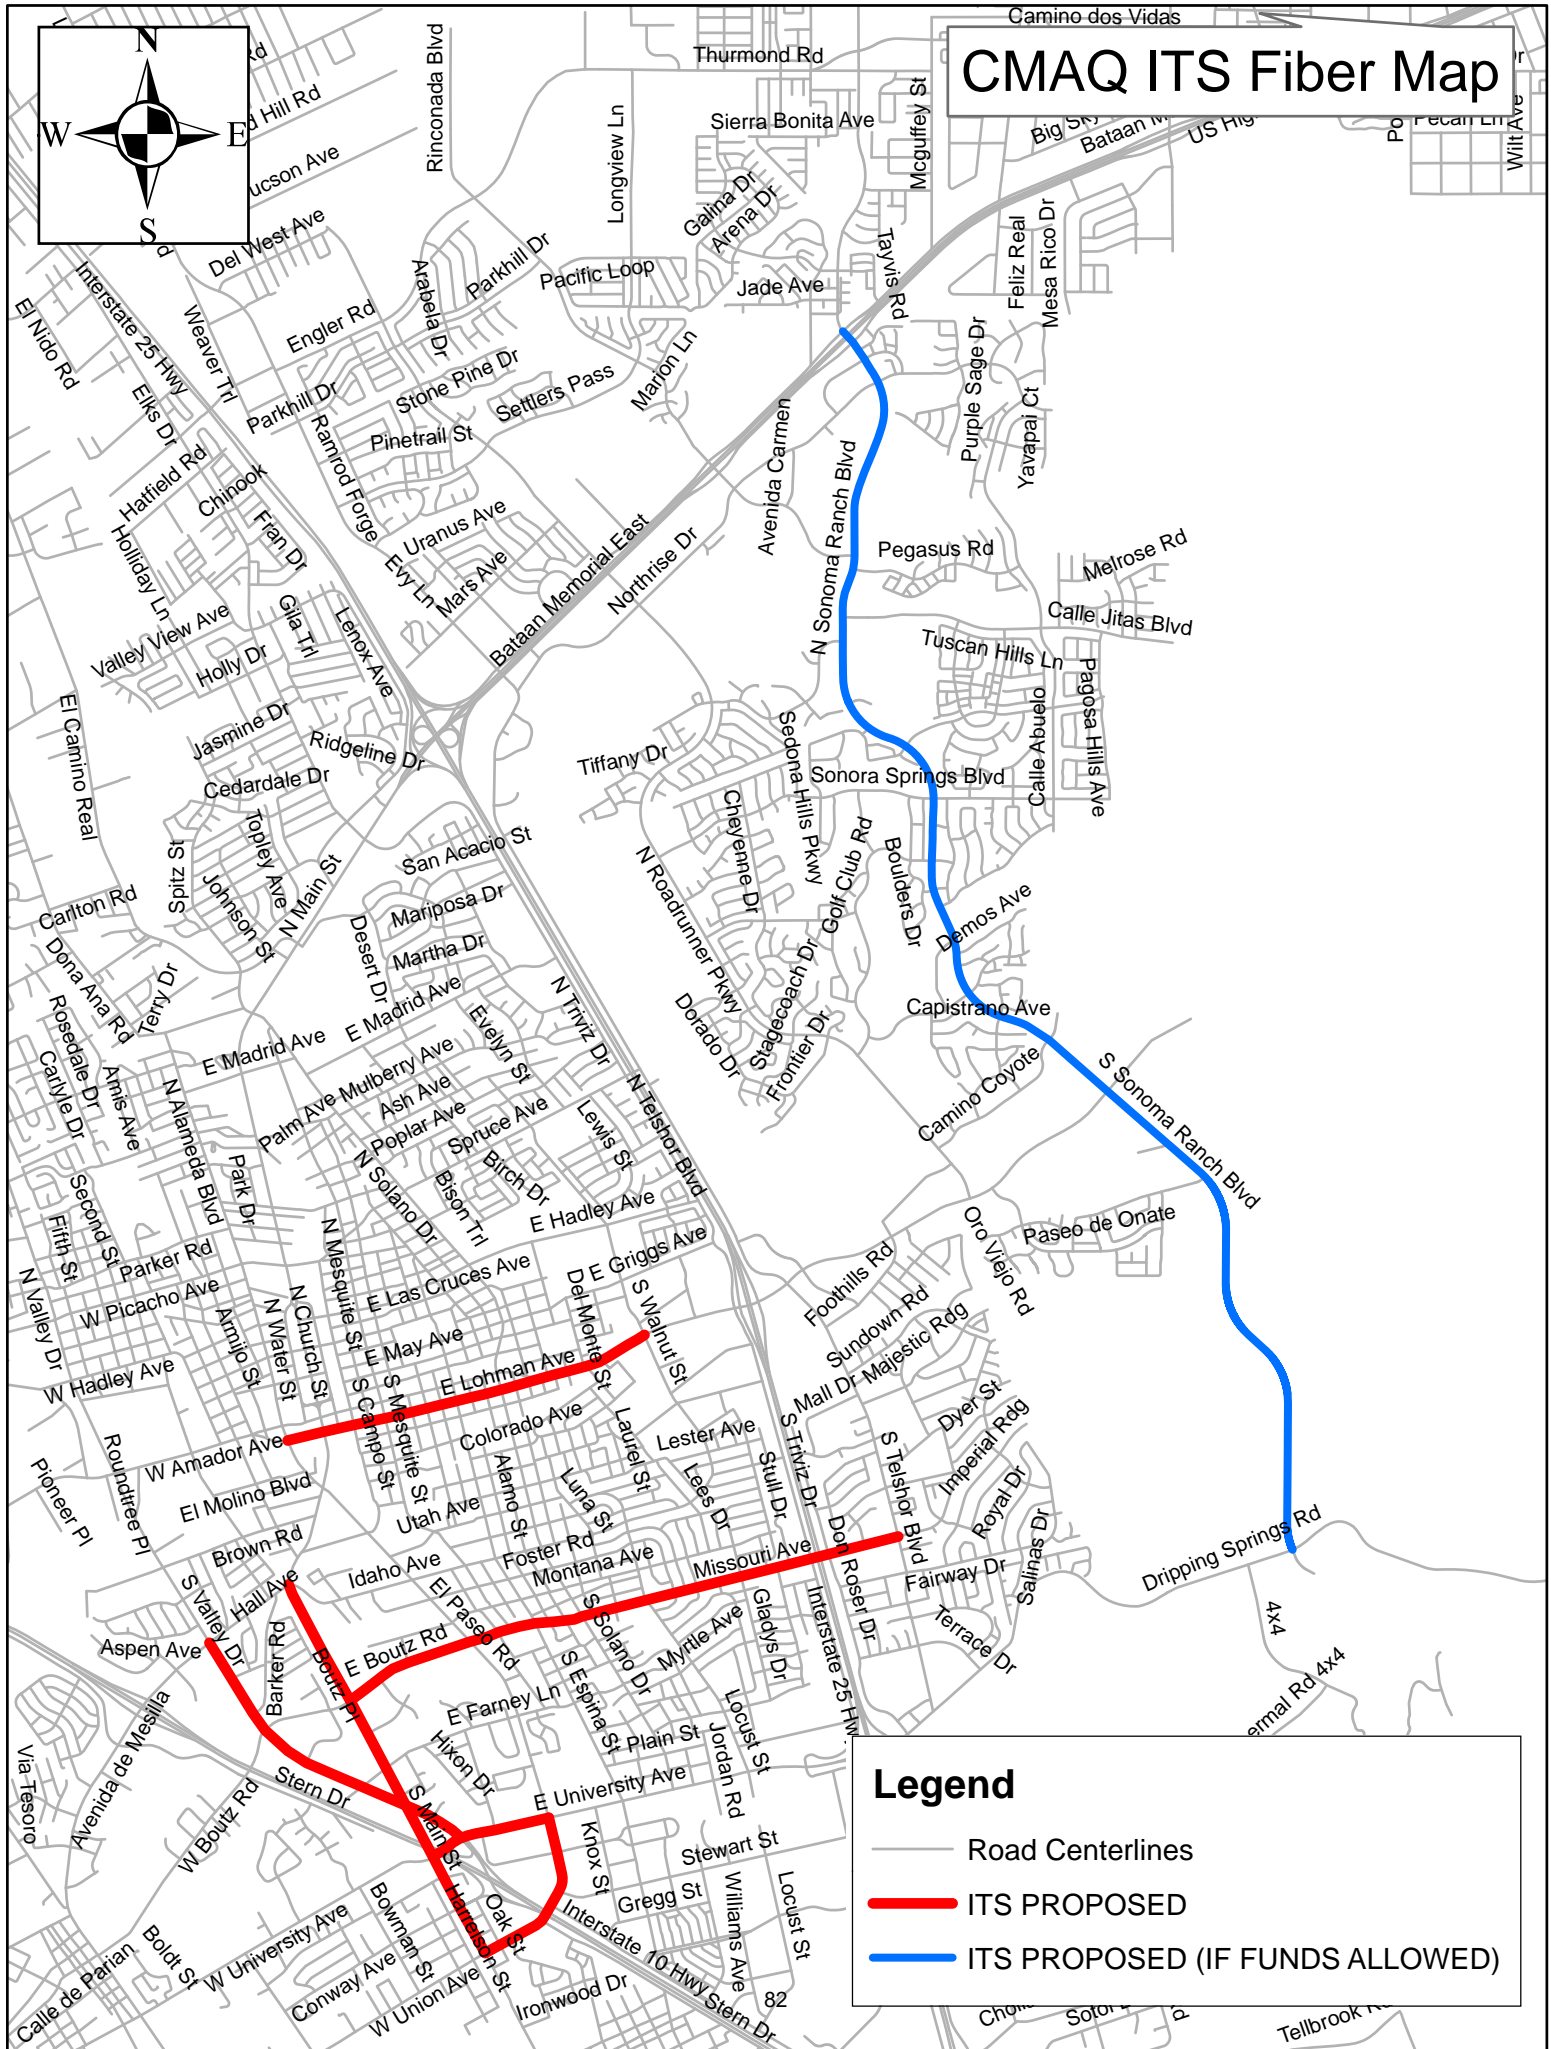 Camino dos Vidas
CMAQ ITS Fiber Map
N
W
E
S
Thurmond Rd
Rinconada Blvd
Longview Ln
Sierra Bonita Ave
Mcguffey St
Big Sky
Bataan M
US Hig
Pecan Ln
Wilt Ave
Po
Dr
Rd
d Hill Rd
ucson Ave
Del West Ave
Galina Dr
Arena Dr
Tayvis Rd
Feliz Real
Mesa Rico Dr
Interstate 25 Hwy
El Nido Rd
Weaver Trl
Engler Rd
Arabela Dr
Parkhill Dr
Pacific Loop
Jade Ave
Marion Ln
Elks Dr
Parkhill Dr
Stone Pine Dr
Settlers Pass
Pinetrail St
Ramrod Forge
Purple Sage Dr
Yavapai Ct
Avenida Carmen
N Sonoma Ranch Blvd
Hatfield Rd
Chinook
Fran Dr
Holliday Ln
Uranus Ave
Evy Ln
Mars Ave
Bataan Memorial East
Northrise Dr
Pegasus Rd
Melrose Rd
Calle Jitas Blvd
Valley View Ave
Gila Trl
Lenox Ave
Holly Dr
Tuscan Hills Ln
Pagosa Hills Ave
Calle Abuelo
El Camino Real
Jasmine Dr
Ridgeline Dr
Cedardale Dr
Tiffany Dr
Sedona Hills Pkwy
Sonora Springs Blvd
Spitz St
Topley Ave
Johnson St
N Main St
San Acacio St
Cheyenne Dr
Golf Club Rd
Boulders Dr
N Roadrunner Pkwy
Carlton Rd
Mariposa Dr
Desert Dr
Martha Dr
Demos Ave
Dona Ana Rd
Terry Dr
E Madrid Ave
E Madrid Ave
N Triviz Dr
Evelyn St
Dorado Dr
Stagecoach Dr
Frontier Dr
Capistrano Ave
Camino Coyote
S Sonoma Ranch Blvd
Rosedale Dr
Carlyle Dr
Amis Ave
N Alameda Blvd
Palm Ave
Mulberry Ave
Ash Ave
Poplar Ave
Spruce Ave
Lewis St
N Telshor Blvd
Park Dr
N Solano Dr
Birch Dr
Bison Trl
Second St
Fifth St
Parker Rd
W Picacho Ave
N Valley Dr
N Mesquite St
E Hadley Ave
E Griggs Ave
E Las Cruces Ave
Del Monte St
S Walnut St
Oro Viejo Rd
Paseo de Onate
Foothills Rd
Sundown Rd
Majestic Rdg
Mall Dr
Armijo St
N Water St
N Church St
E May Ave
E Lohman Ave
W Hadley Ave
S Campo St
S Mesquite St
W Amador Ave
Colorado Ave
Laurel St
Lester Ave
S Triviz Dr
Dyer St
Imperial Rdg
S Telshor Blvd
Roundtree Pl
Pioneer Pl
El Molino Blvd
Alamo St
Luna St
Lees Dr
Stull Dr
Royal Dr
Salinas Dr
Utah Ave
Brown Rd
Foster Rd
Idaho Ave
Montana Ave
Missouri Ave
Don Roser Dr
Fairway Dr
Dripping Springs Rd
4x4
S Valley Dr
Hall Ave
Aspen Ave
Barker Rd
Boutz Pl
E Boutz Rd
El Paseo Rd
S Solano Dr
Myrtle Ave
Gladys Dr
Interstate 25 Hw
Terrace Dr
ermal Rd 4x4
S Espina St
E Farney Ln
Plain St
Locust St
Jordan Rd
Via Tesoro
Avenida de Mesilla
W Boutz Rd
Stern Dr
Hixon Dr
E University Ave
S Main St
Knox St
Stewart St
Gregg St
Williams Ave
Locust St
Harrelson St
Oak St
Bowman St
Interstate 10 Hwy
Boldt St
W University Ave
Calle de Parian
Conway Ave
W Union Ave
Ironwood Dr
82
Stern Dr
Tellbrook
Legend
Road Centerlines
ITS PROPOSED
ITS PROPOSED (IF FUNDS ALLOWED)